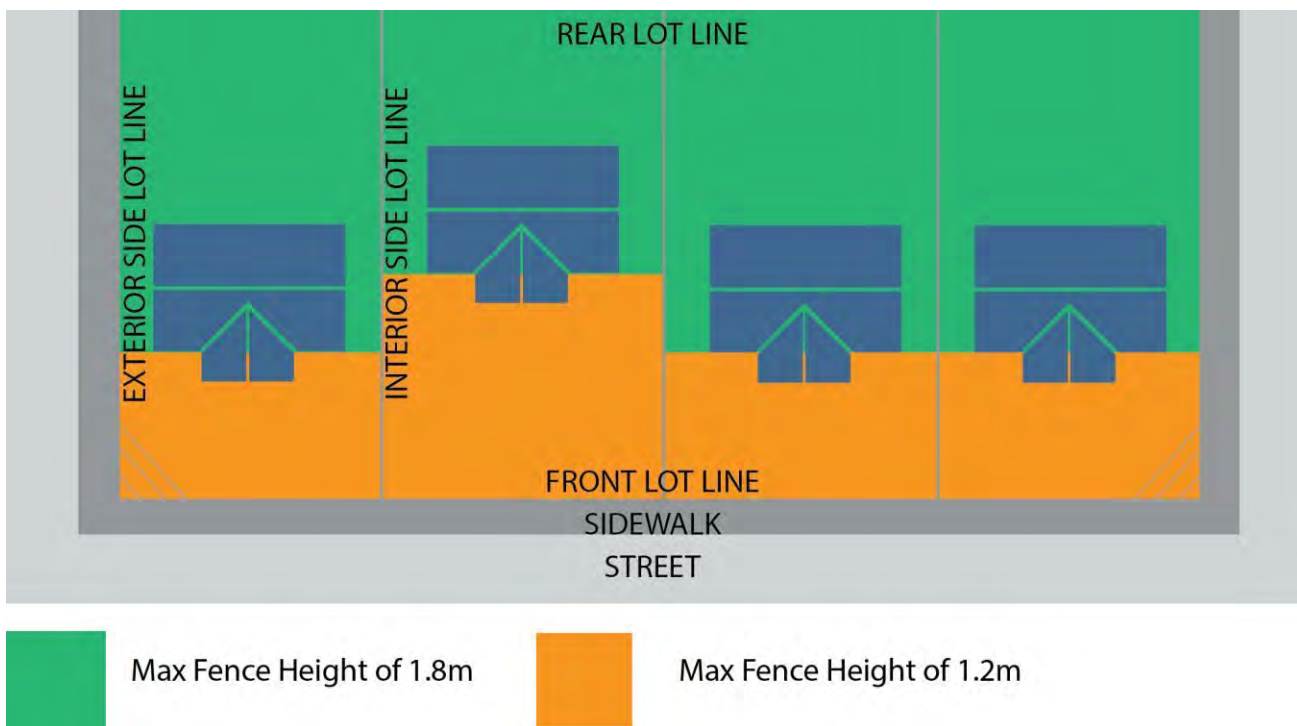 REAR LOT LINE
EXTERIOR SIDE LOT LINE
INTERIOR SIDE LOT LINE
FRONT LOT LINE
SIDEWALK
STREET
Max Fence Height of 1.8m
Max Fence Height of 1.2m